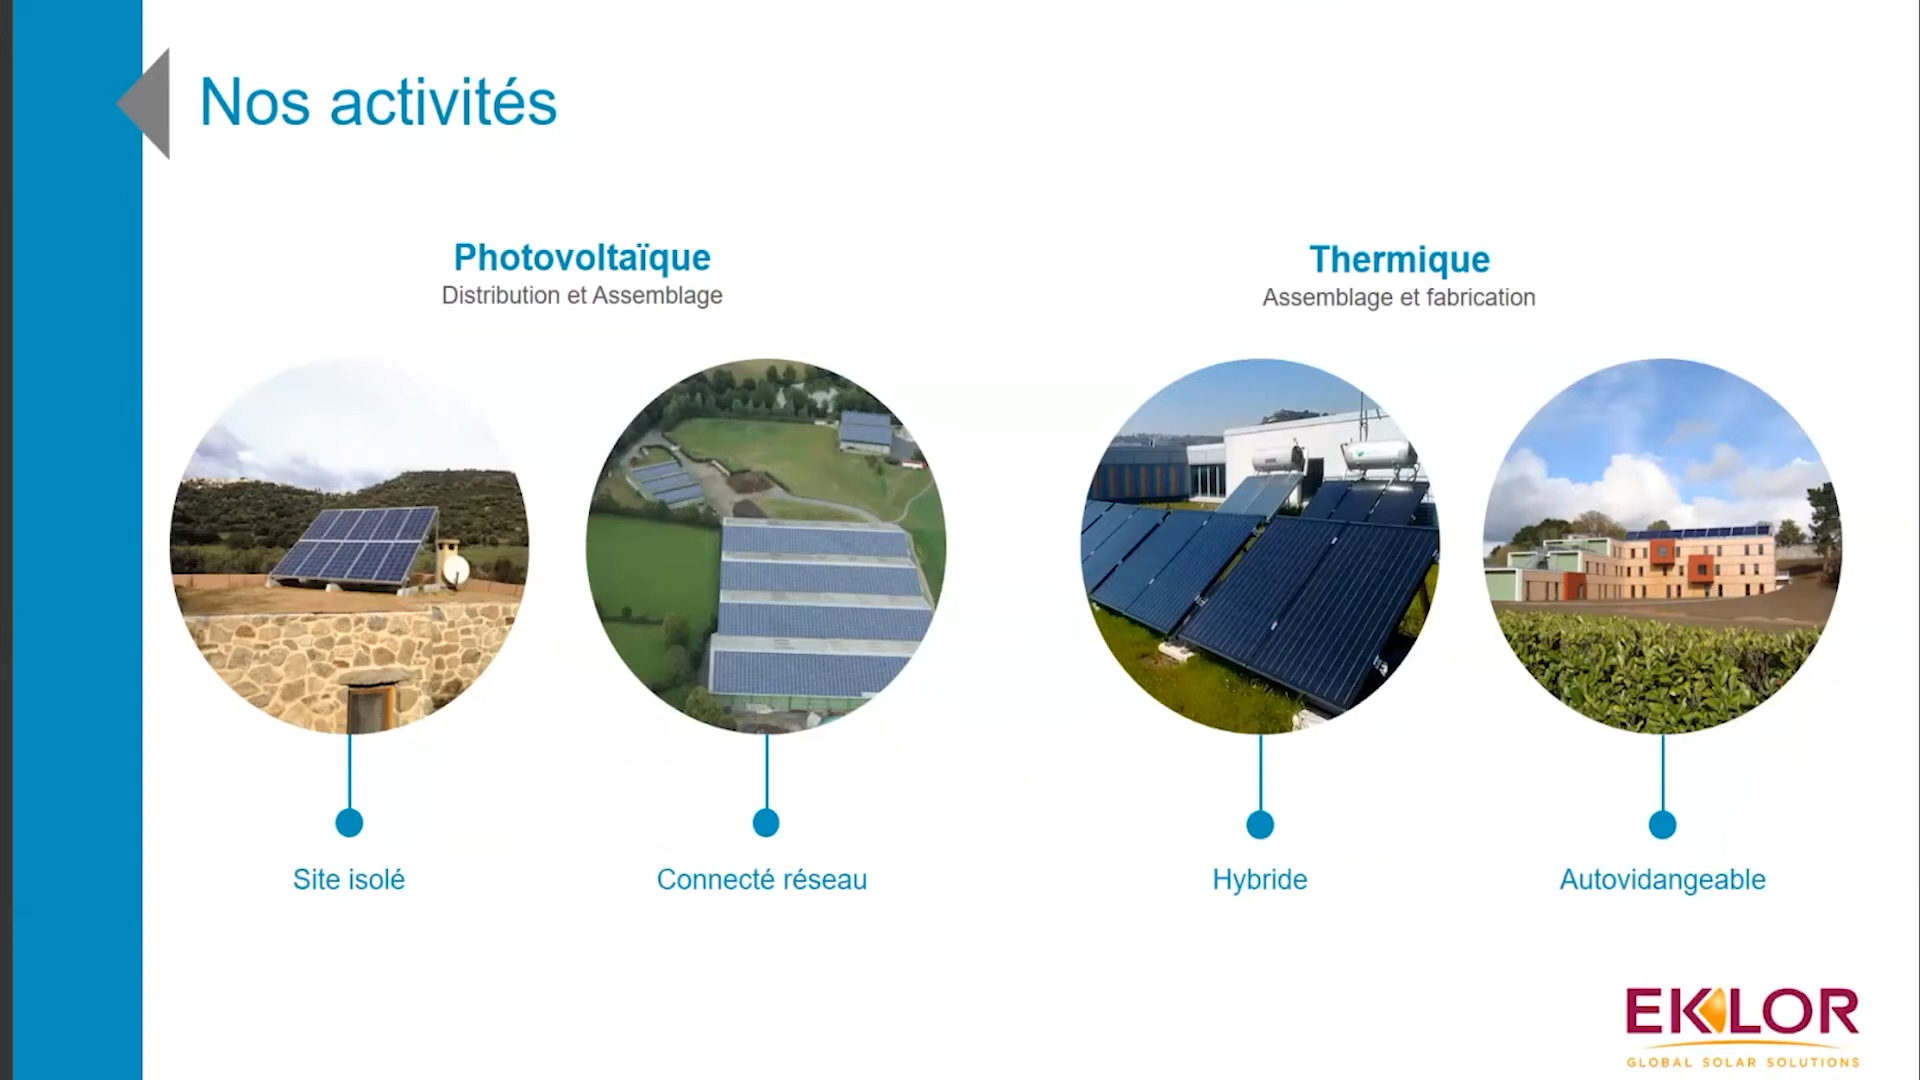 Nos activités
Photovoltaïque
Distribution et Assemblage
Thermique
Assemblage et fabrication
Site isolé
Connecté réseau
Hybride
Autovidangeable
EKLOR
GLOBAL SOLAR SOLUTIONS